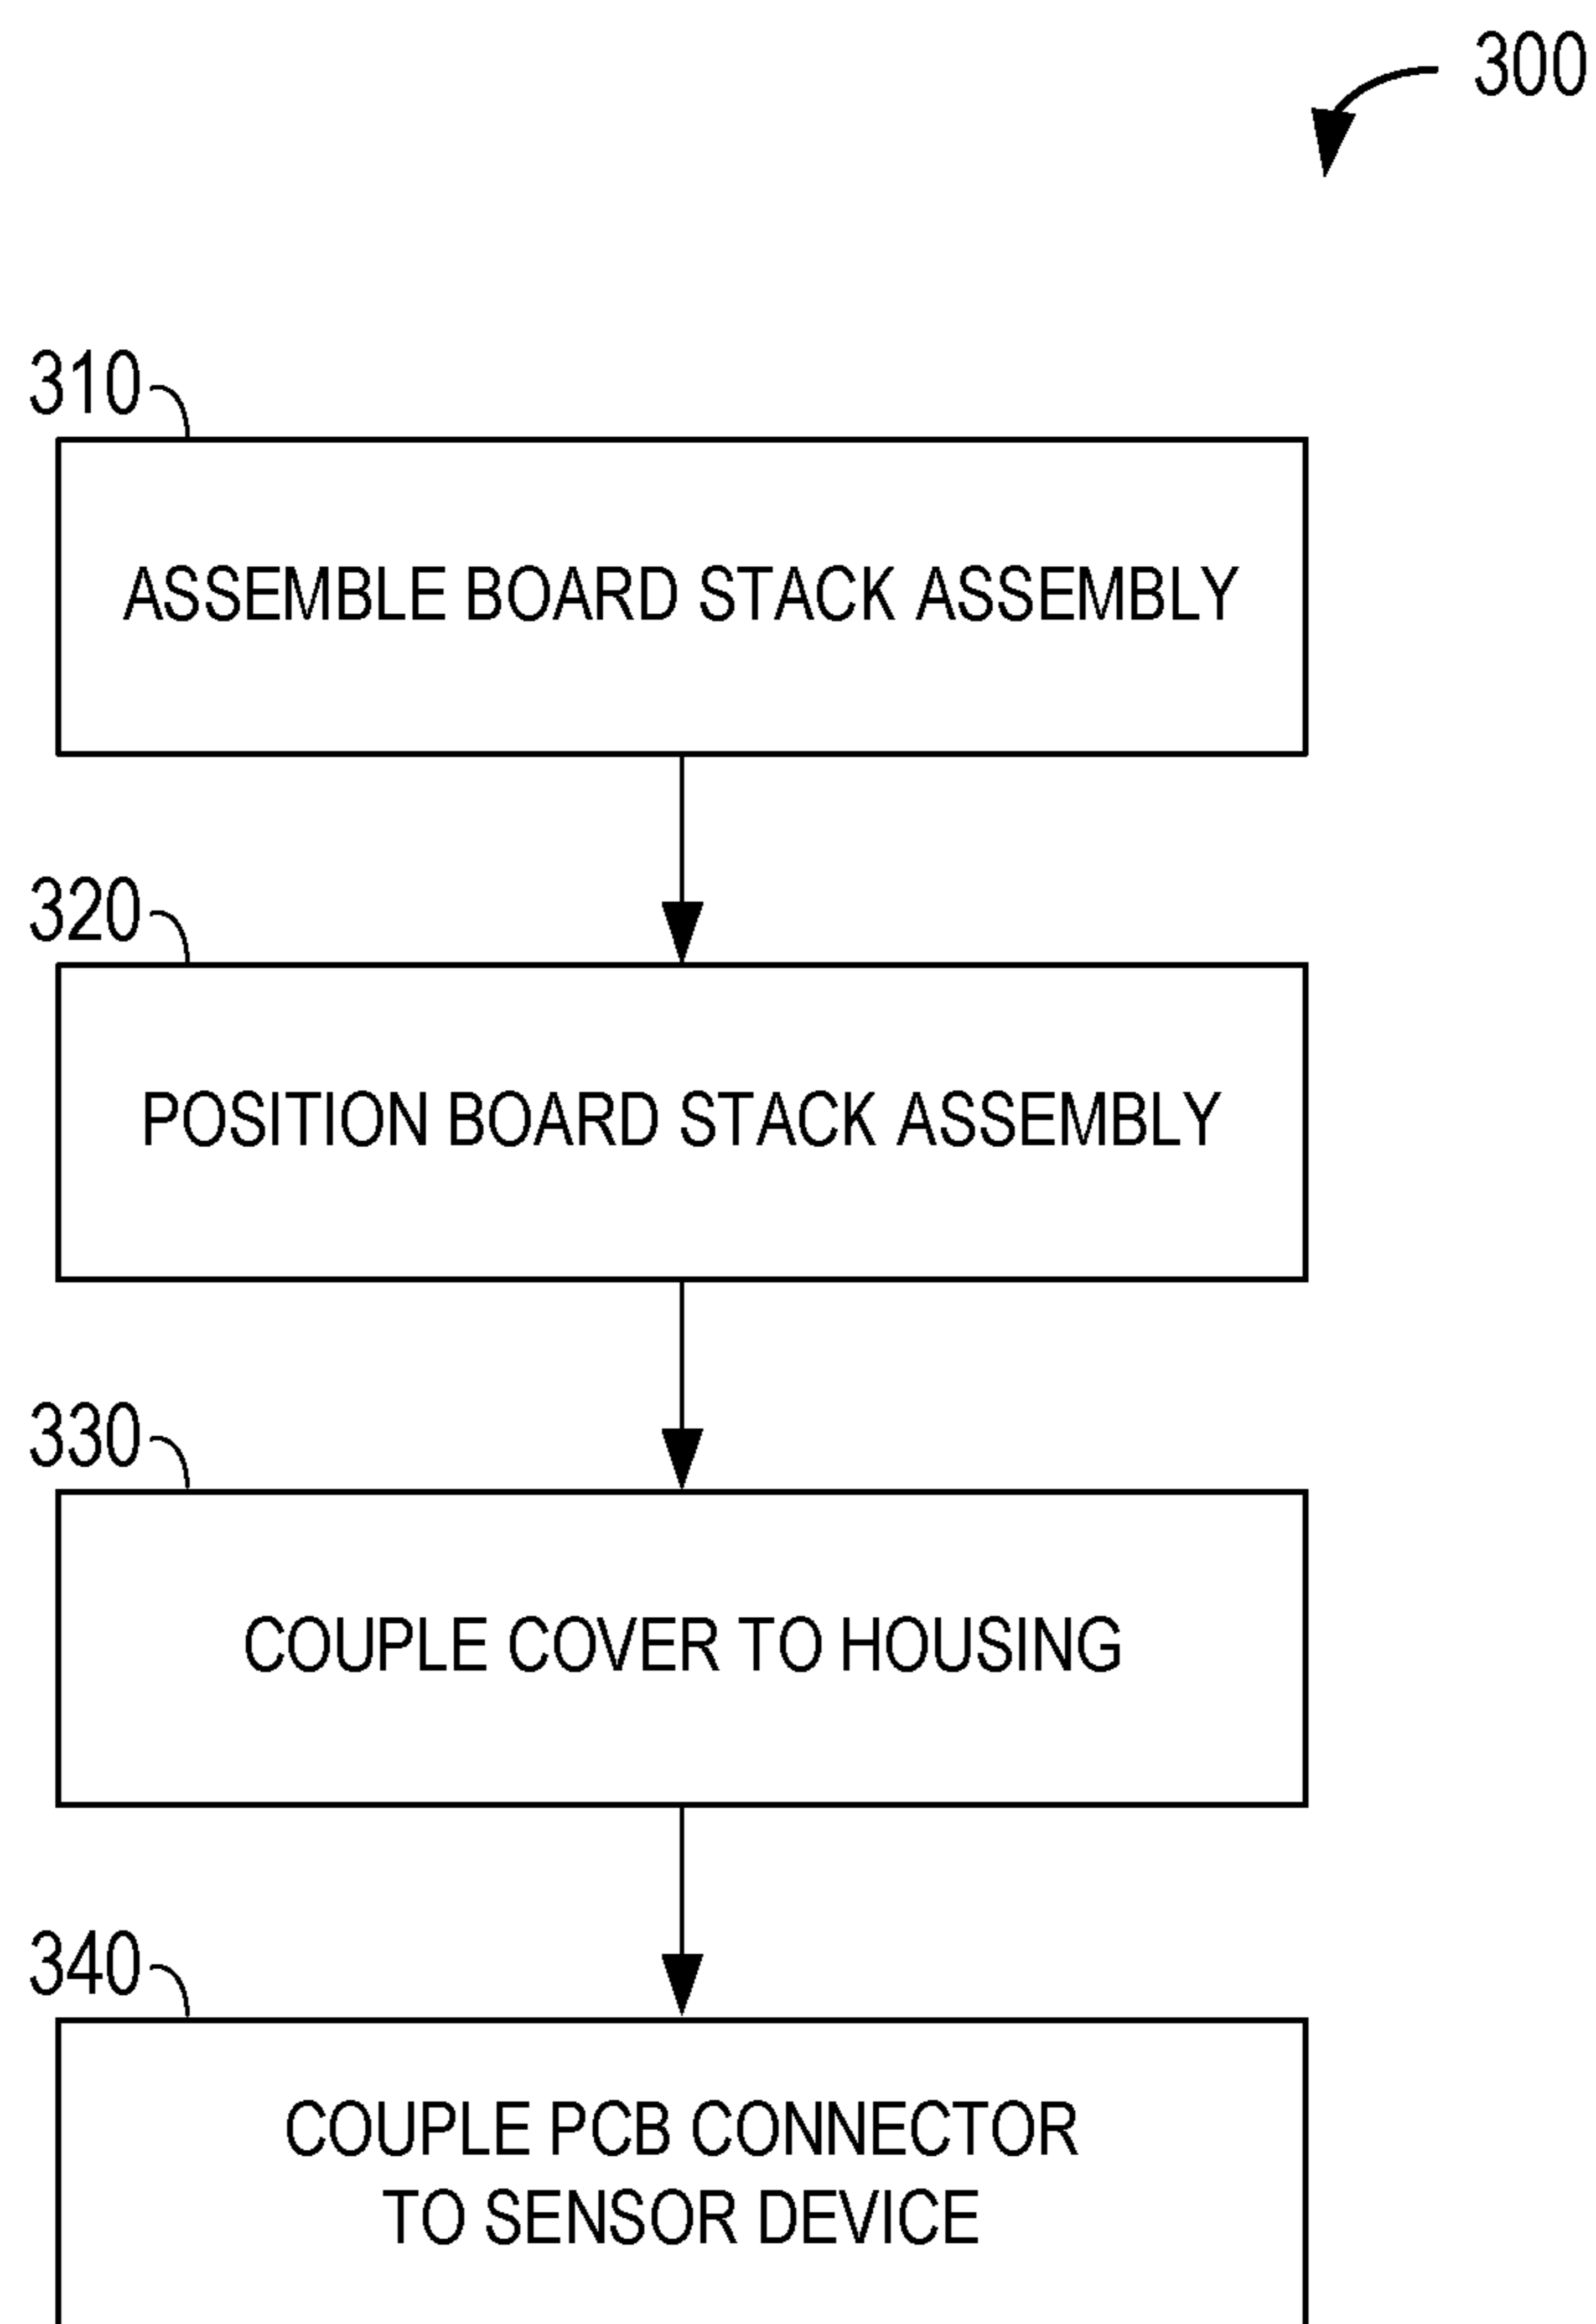 300
310
ASSEMBLE BOARD STACK ASSEMBLY
320
POSITION BOARD STACK ASSEMBLY
330
COUPLE COVER TO HOUSING
340
COUPLE PCB CONNECTOR
TO SENSOR DEVICE